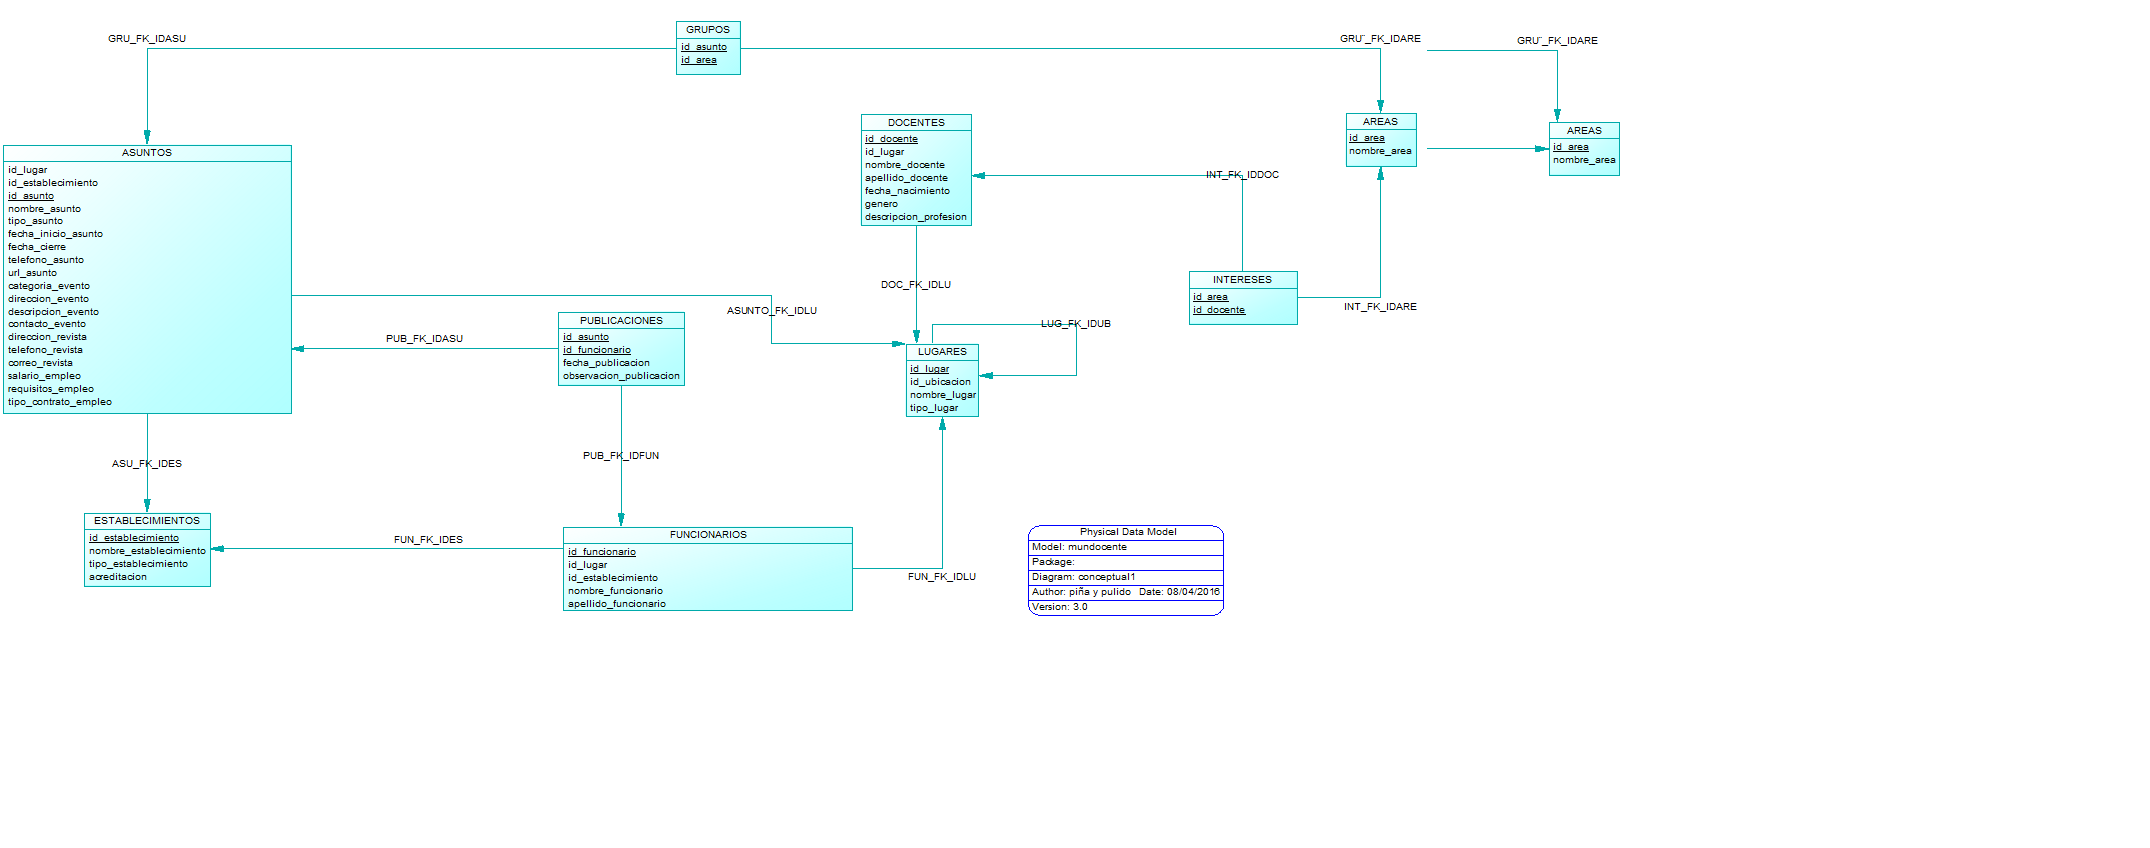 GRUPOS
id_asunto
id_area
GRU_FK_IDASU
GRU¨_FK_IDARE
GRU¨_FK_IDARE
AREAS
id_area
nombre_area
AREAS
id_area
nombre_area
DOCENTES
id_docente
id_lugar
nombre_docente
apellido_docente
fecha_nacimiento
genero
descripcion_profesion
ASUNTOS
id_lugar
id_establecimiento
id_asunto
nombre_asunto
tipo_asunto
fecha_inicio_asunto
fecha_cierre
telefono_asunto
url_asunto
categoria_evento
direccion_evento
descripcion_evento
contacto_evento
direccion_revista
telefono_revista
correo_revista
salario_empleo
requisitos_empleo
tipo_contrato_empleo
INT_FK_IDDOC
INTERESES
id_area
id_docente
INT_FK_IDARE
DOC_FK_IDLU
ASUNTO_FK_IDLU
LUG_FK_IDUB
PUBLICACIONES
id_asunto
id_funcionario
fecha_publicacion
observacion_publicacion
PUB_FK_IDASU
LUGARES
id_lugar
id_ubicacion
nombre_lugar
tipo_lugar
PUB_FK_IDFUN
ASU_FK_IDES
ESTABLECIMIENTOS
id_establecimiento
nombre_establecimiento
tipo_establecimiento
acreditacion
FUN_FK_IDES
FUNCIONARIOS
id_funcionario
id_lugar
id_establecimiento
nombre_funcionario
apellido_funcionario
FUN_FK_IDLU
Physical Data Model
Model: mundocente
Package:
Diagram: conceptual1
Author: piña y pulido Date: 08/04/2016
Version: 3.0